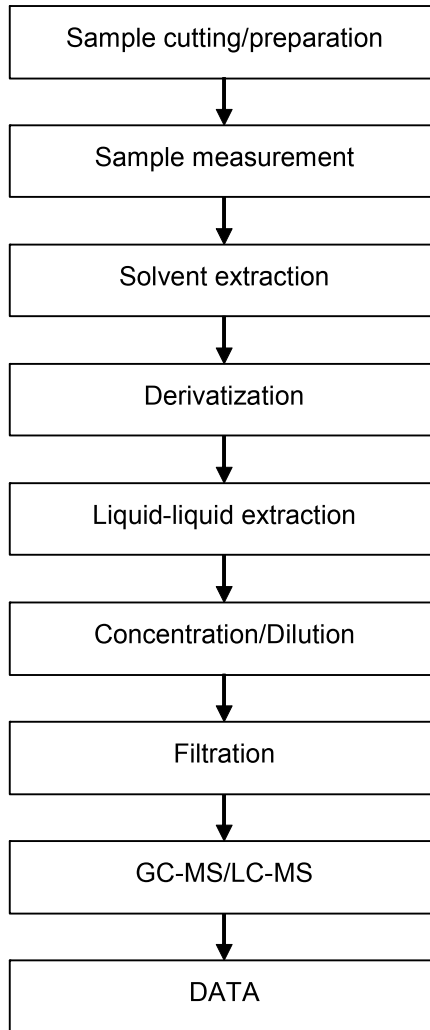 Sample cutting/preparation
Sample measurement
Solvent extraction
Derivatization
Liquid-liquid extraction
Concentration/Dilution
Filtration
GC-MS/LC-MS
DATA